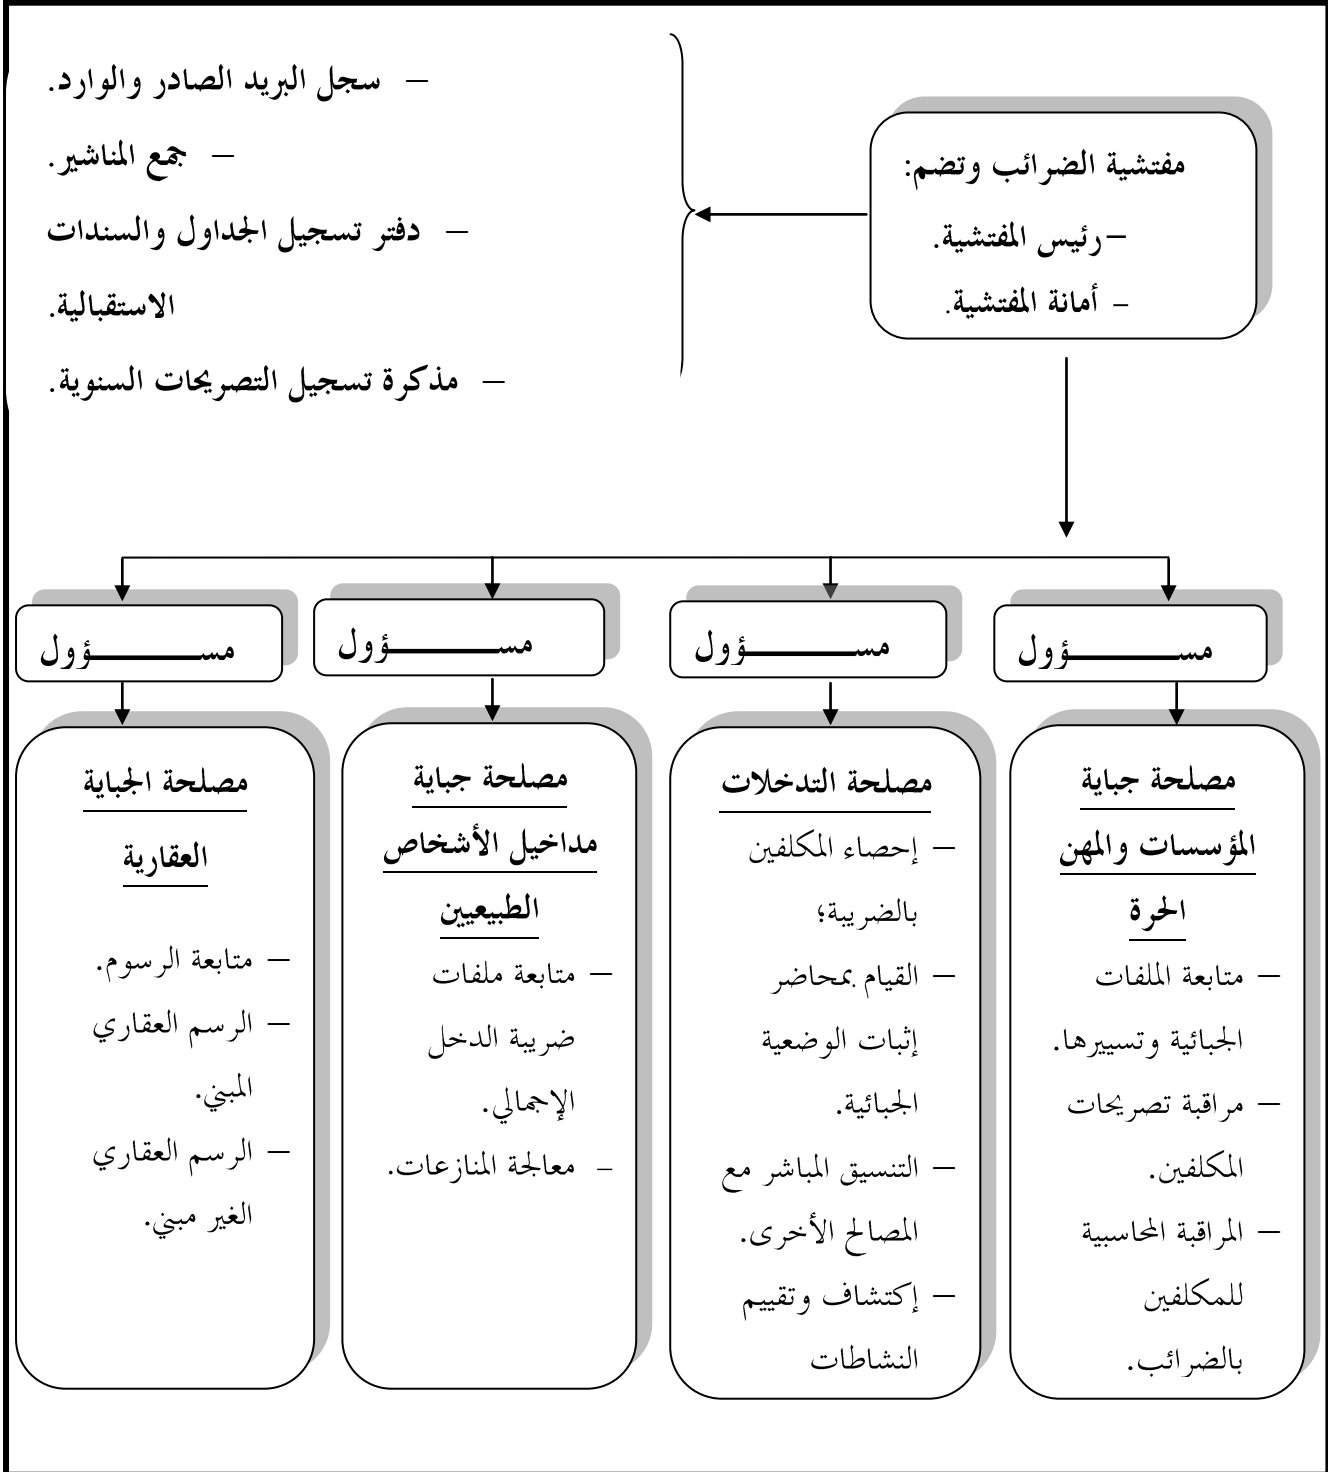 مفتشية الضرائب وتضم:
–رئيس المفتشية.
– أمانة المفتشية.
– سجل البريد الصادر والوارد.
– جمع المناشير.
– دفتر تسجيل الجداول والسندات
الاستقبالية.
– مذكرة تسجيل التصريحات السنوية.
مســـــــــؤول
مصلحة جباية
المؤسسات والمهن
الحرة
– متابعة الملفات
الجبائية وتسييرها.
– مراقبة تصريحات
المكلفين.
– المراقبة المحاسبية
للمكلفين
بالضرائب.
مســـــــــؤول
مصلحة التدخلات
– إحصاء المكلفين
بالضريبة؛
– القيام بمحاضر
إثبات الوضعية
الجبائية.
– التنسيق المباشر مع
المصالح الأخرى.
– إكتشاف وتقييم
النشاطات
مســـــــــؤول
مصلحة جباية
مداخيل الأشخاص
الطبيعيين
– متابعة ملفات
ضريبة الدخل
الإجمالي.
– معالجة المنازعات.
مســـــــــؤول
مصلحة الجباية
العقارية
– متابعة الرسوم.
– الرسم العقاري
المبني.
– الرسم العقاري
الغير مبني.